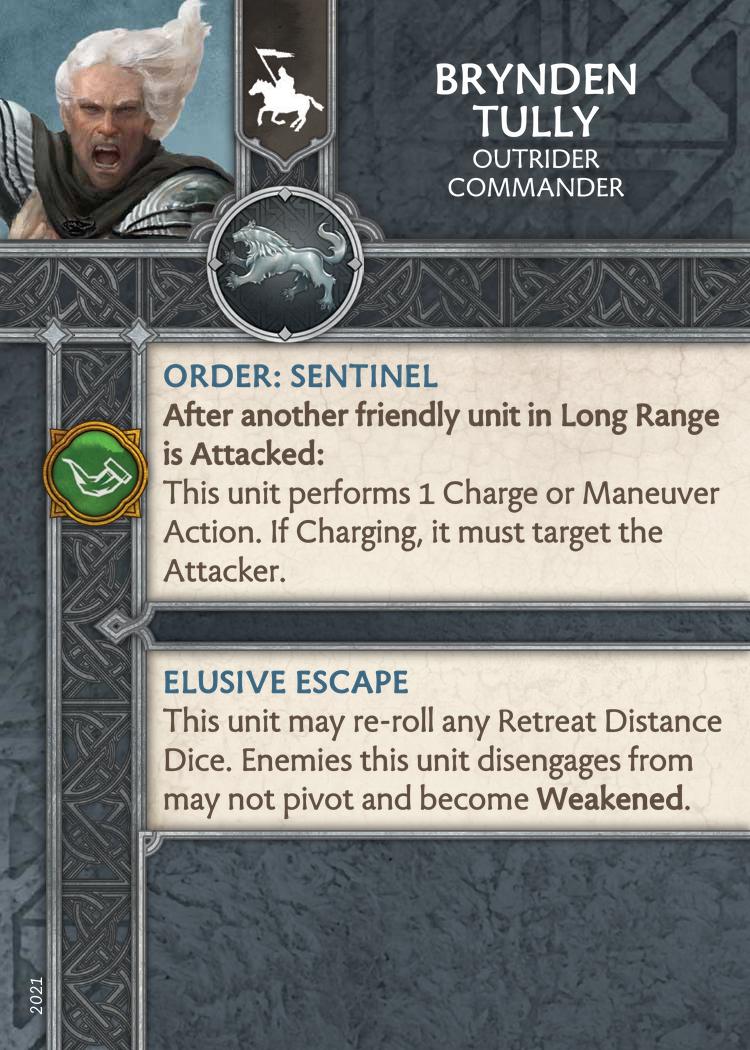 BRYNDEN
TULLY
OUTRIDER
COMMANDER
ORDER: SENTINEL
After another friendly unit in Long Range
is Attacked:
This unit performs 1 Charge or Maneuver
Action. If Charging, it must target the
Attacker.
ELUSIVE ESCAPE
This unit may re-roll any Retreat Distance
Dice. Enemies this unit disengages from
may not pivot and become Weakened.
2021